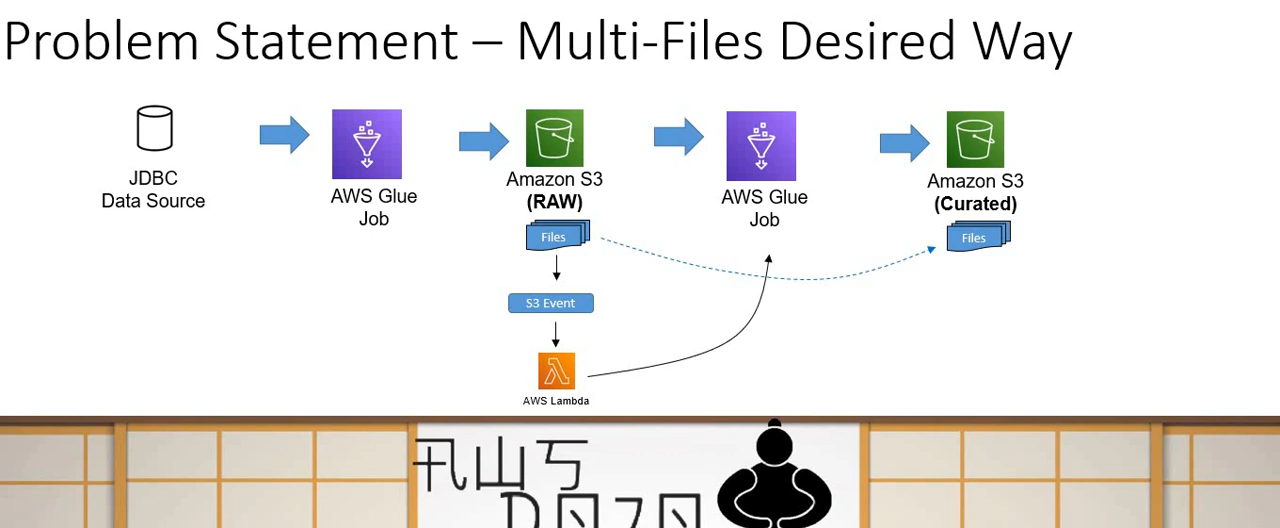 Problem Statement – Multi-Files Desired Way
JDBC
Data Source
AWS Glue
Job
Amazon S3
(RAW)
Files
S3 Event
AWS Lambda
AWS Glue
Job
Amazon S3
(Curated)
Files